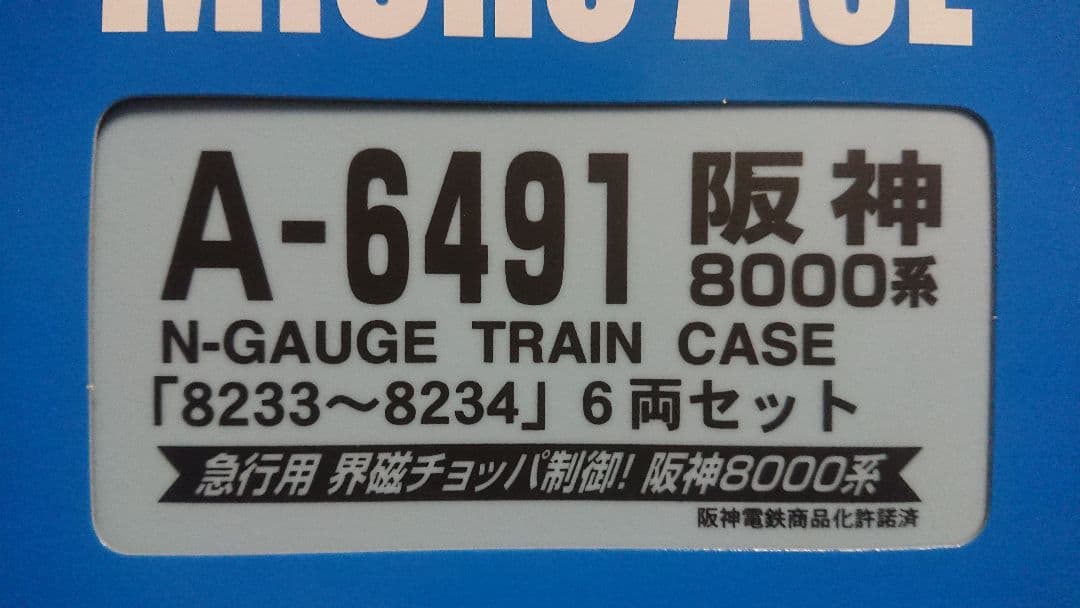 MICRO ACE
A-6491 阪神
8000系
N-GAUGE TRAIN CASE
「8233～8234」6両セット
急行用 界磁チョッパ制御! 阪神8000系
阪神電鉄商品化許諾済